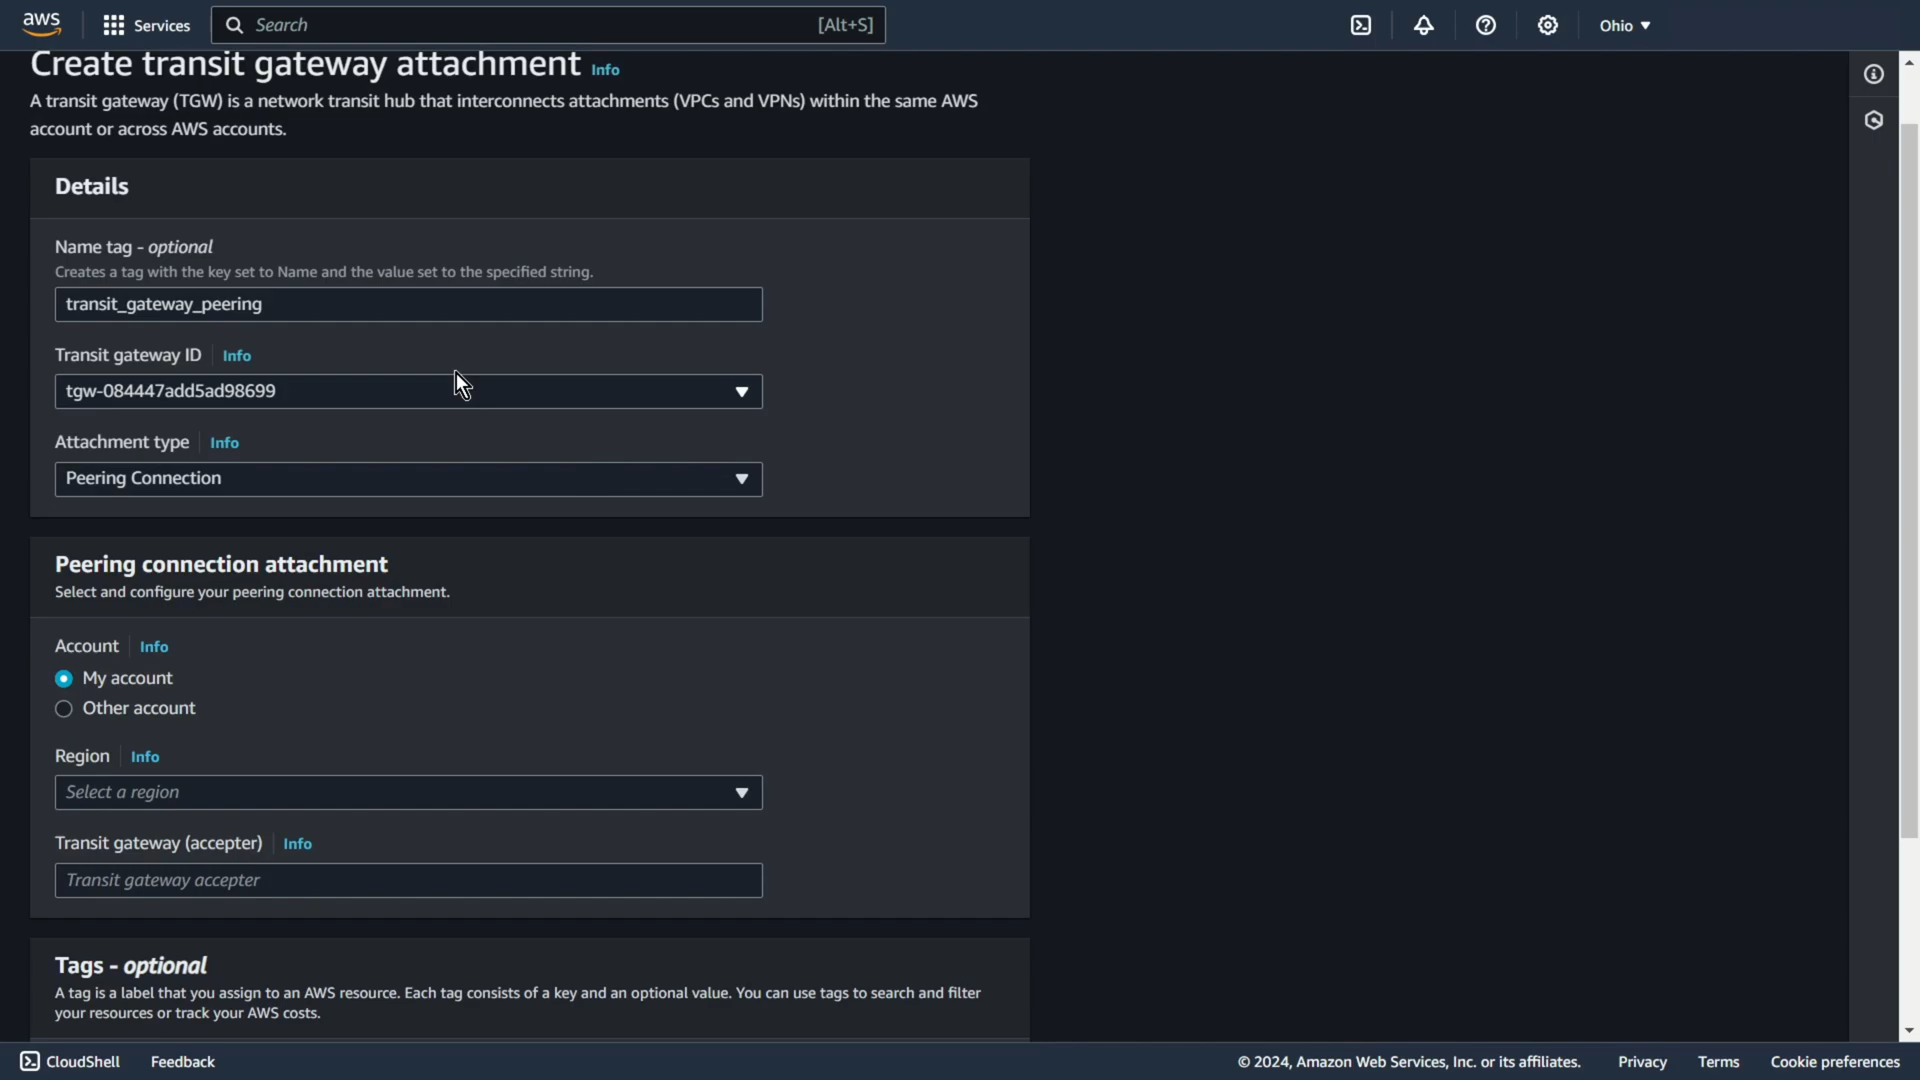 aws
Services
Search
[Alt+S]
Ohio
Create transit gateway attachment Info
A transit gateway (TGW) is a network transit hub that interconnects attachments (VPCs and VPNs) within the same AWS
account or across AWS accounts.
Details
Name tag - optional
Creates a tag with the key set to Name and the value set to the specified string.
transit_gateway_peering
Transit gateway ID Info
tgw-084447add5ad98699
Attachment type Info
Peering Connection
Peering connection attachment
Select and configure your peering connection attachment.
Account Info
My account
Other account
Region Info
Select a region
Transit gateway (accepter) Info
Transit gateway accepter
Tags - optional
A tag is a label that you assign to an AWS resource. Each tag consists of a key and an optional value. You can use tags to search and filter
your resources or track your AWS costs.
CloudShell
Feedback
© 2024, Amazon Web Services, Inc. or its affiliates.
Privacy
Terms
Cookie preferences